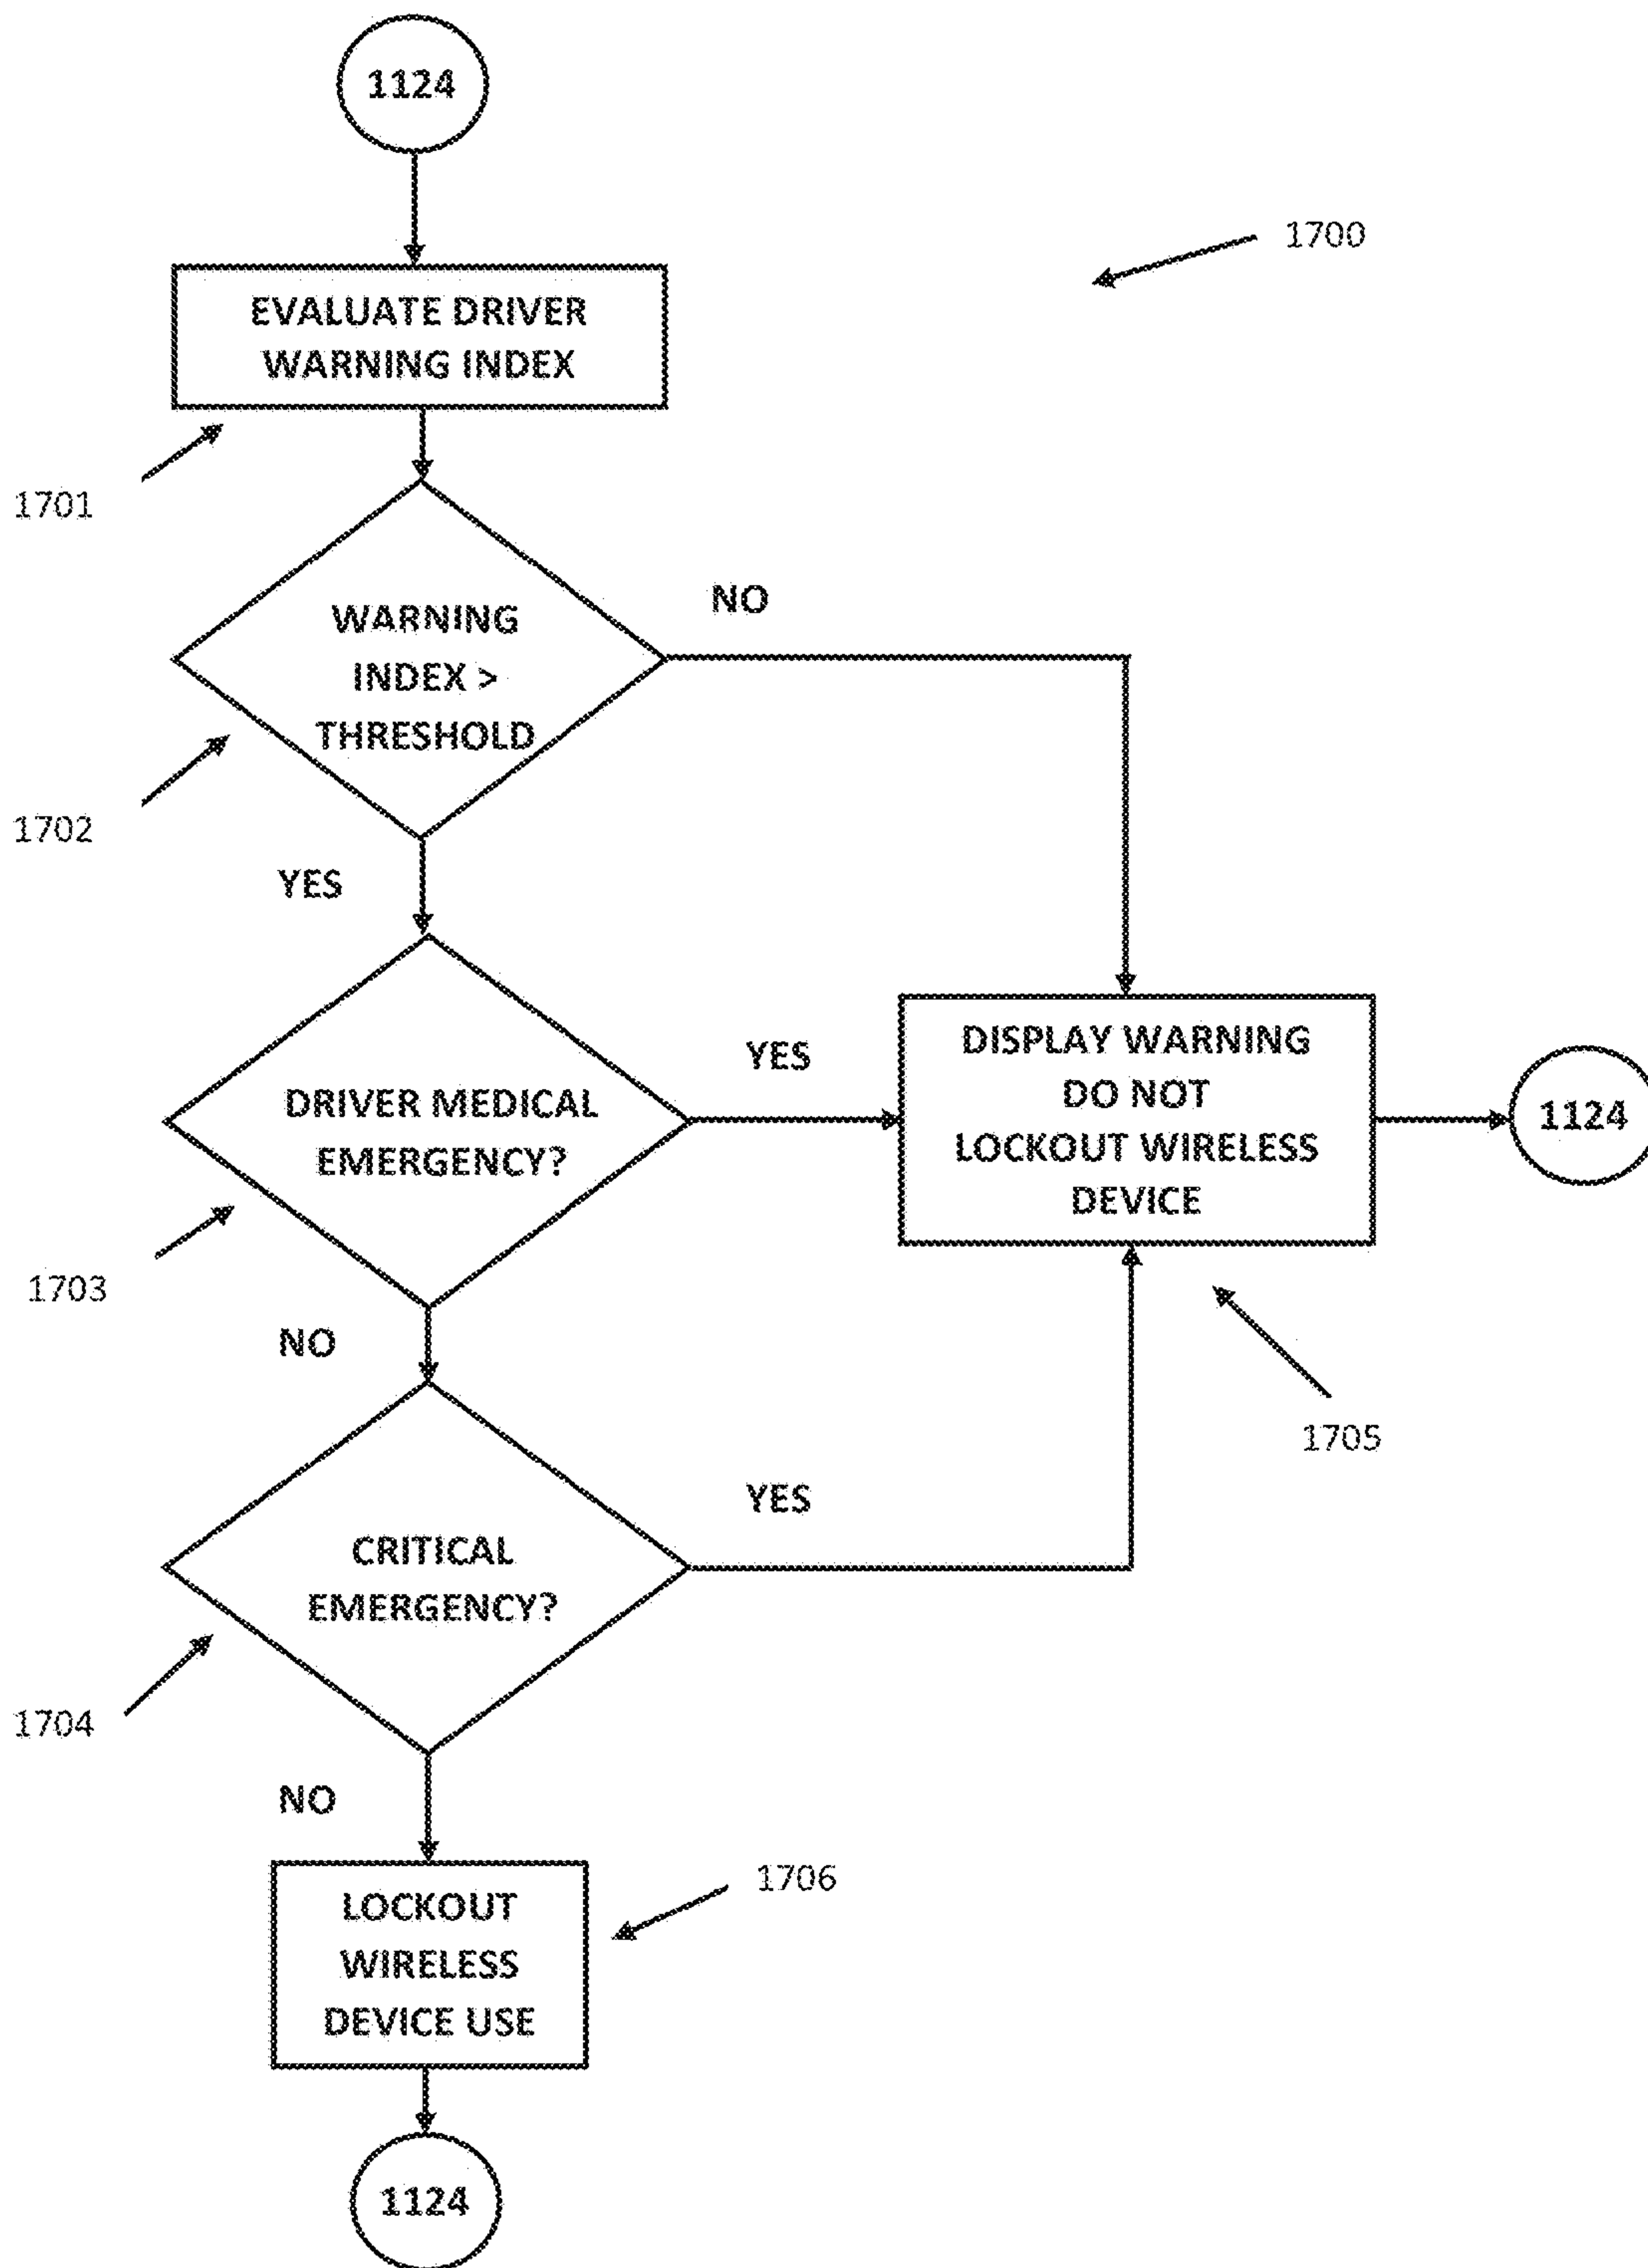 1124
1700
EVALUATE DRIVER
WARNING INDEX
1701
NO
WARNING
INDEX >
THRESHOLD
1702
YES
DRIVER MEDICAL
EMERGENCY?
YES
DISPLAY WARNING
DO NOT
LOCKOUT WIRELESS
DEVICE
1124
1703
NO
1705
YES
CRITICAL
EMERGENCY?
1704
NO
1706
LOCKOUT
WIRELESS
DEVICE USE
1124